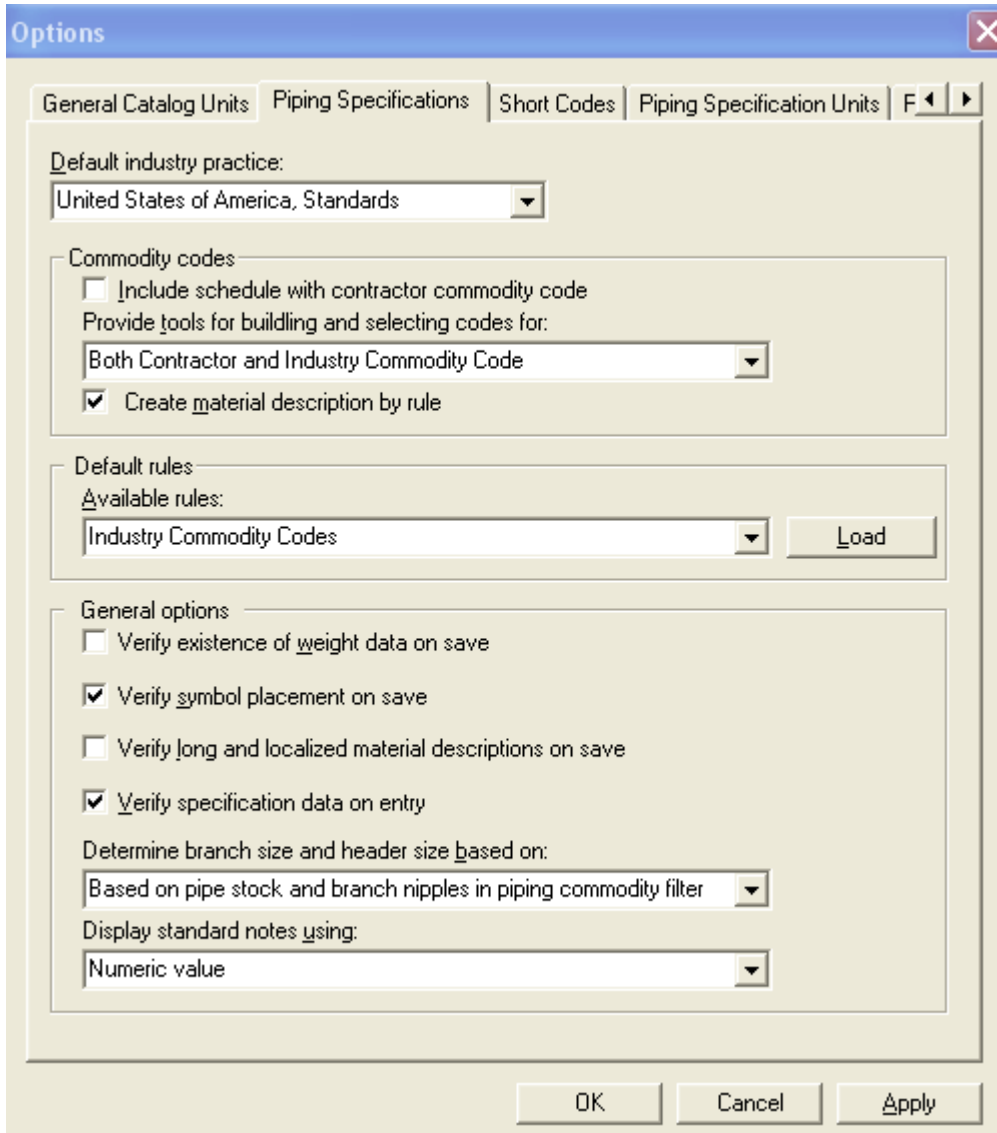 Options
General Catalog Units Piping Specifications Short Codes Piping Specification Units F
Default industry practice:
United States of America, Standards
Commodity codes
Include schedule with contractor commodity code
Provide tools for buildling and selecting codes for:
Both Contractor and Industry Commodity Code
Create material description by rule
Default rules
Available rules:
Industry Commodity Codes Load
General options
Verify existence of weight data on save
Verify symbol placement on save
Verify long and localized material descriptions on save
Verify specification data on entry
Determine branch size and header size based on:
Based on pipe stock and branch nipples in piping commodity filter
Display standard notes using:
Numeric value
OK Cancel Apply